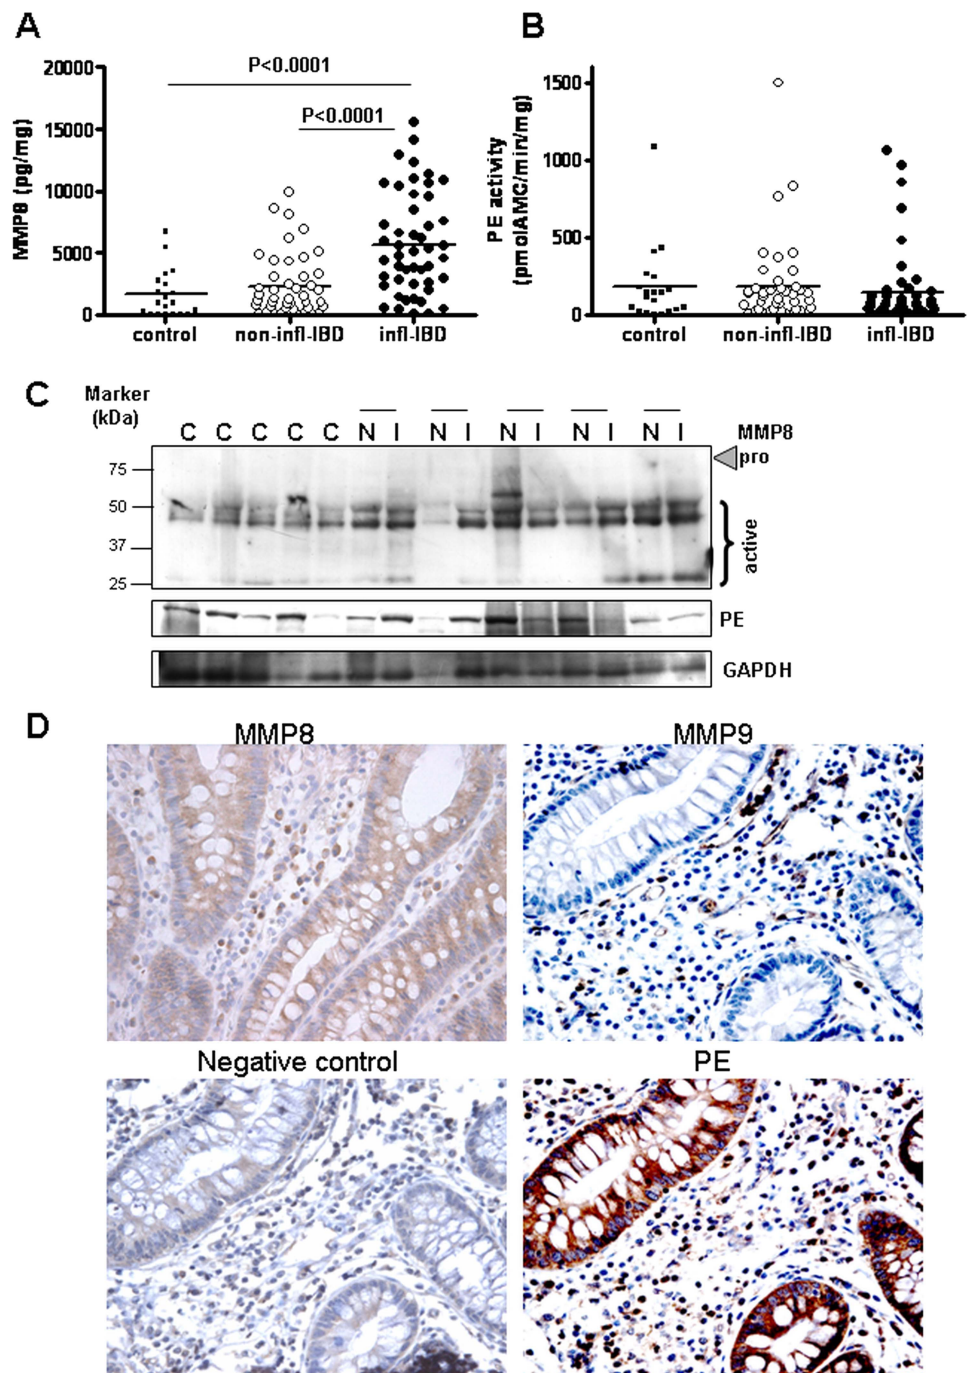 A
MMP8 (pg/mg)
20000
15000
10000
5000
0
P<0.0001
P<0.0001
control
non-infl-IBD
infl-IBD
B
PE activity
(pmolAMC/min/mg)
1500
1000
500
0
control
non-infl-IBD
infl-IBD
C
Marker
(kDa)
C C C C C N I N I N I N I N I
MMP8
pro
75
50
37
25
active
PE
GAPDH
D
MMP8
MMP9
Negative control
PE